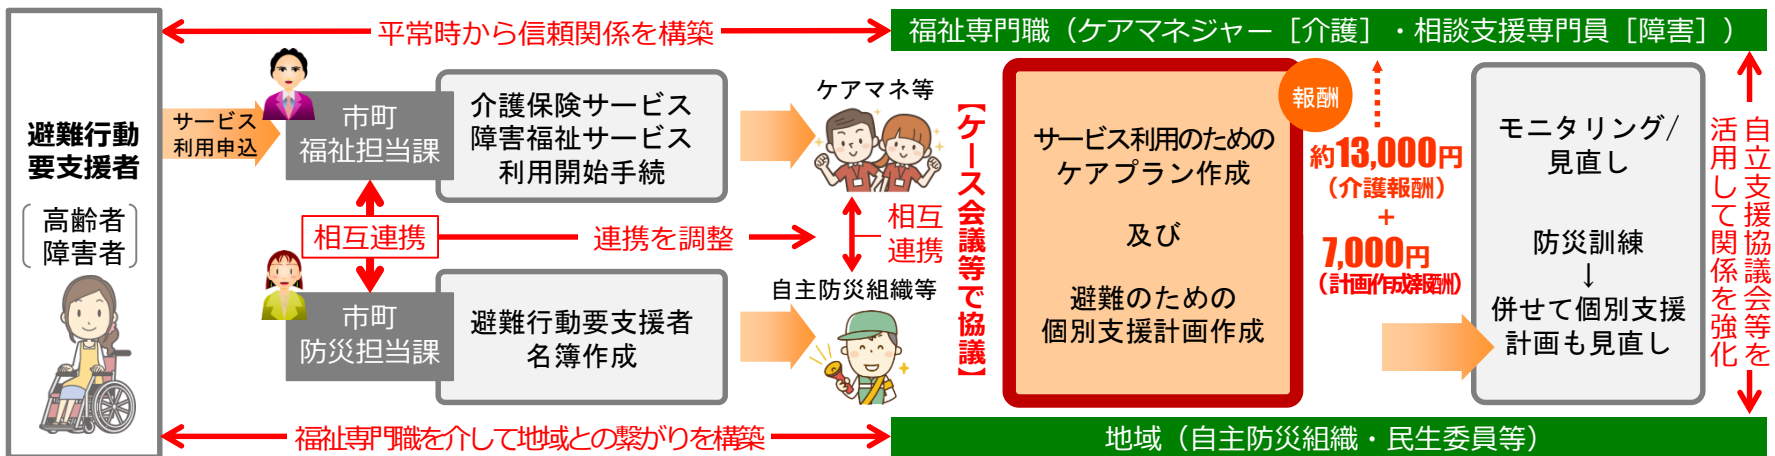 平常時から信頼関係を構築
福祉専門職（ケアマネジャー［介護］・相談支援専門員［障害］）
避難行動
要支援者
高齢者
障害者
サービス
利用申込
市町
福祉担当課
介護保険サービス
障害福祉サービス
利用開始手続
ケアマネ等
相互連携
連携を調整
相互
連携
市町
防災担当課
避難行動要支援者
名簿作成
自主防災組織等
【ケース会議等で協議】
サービス利用のための
ケアプラン作成
及び
避難のための
個別支援計画作成
報酬
約13,000円
（介護報酬）
+
7,000円
（計画作成報酬）
モニタリング/
見直し
防災訓練
↓
併せて個別支援
計画も見直し
自立支援協議会等を
活用して関係を強化
福祉専門職を介して地域との繋がりを構築
地域（自主防災組織・民生委員等）